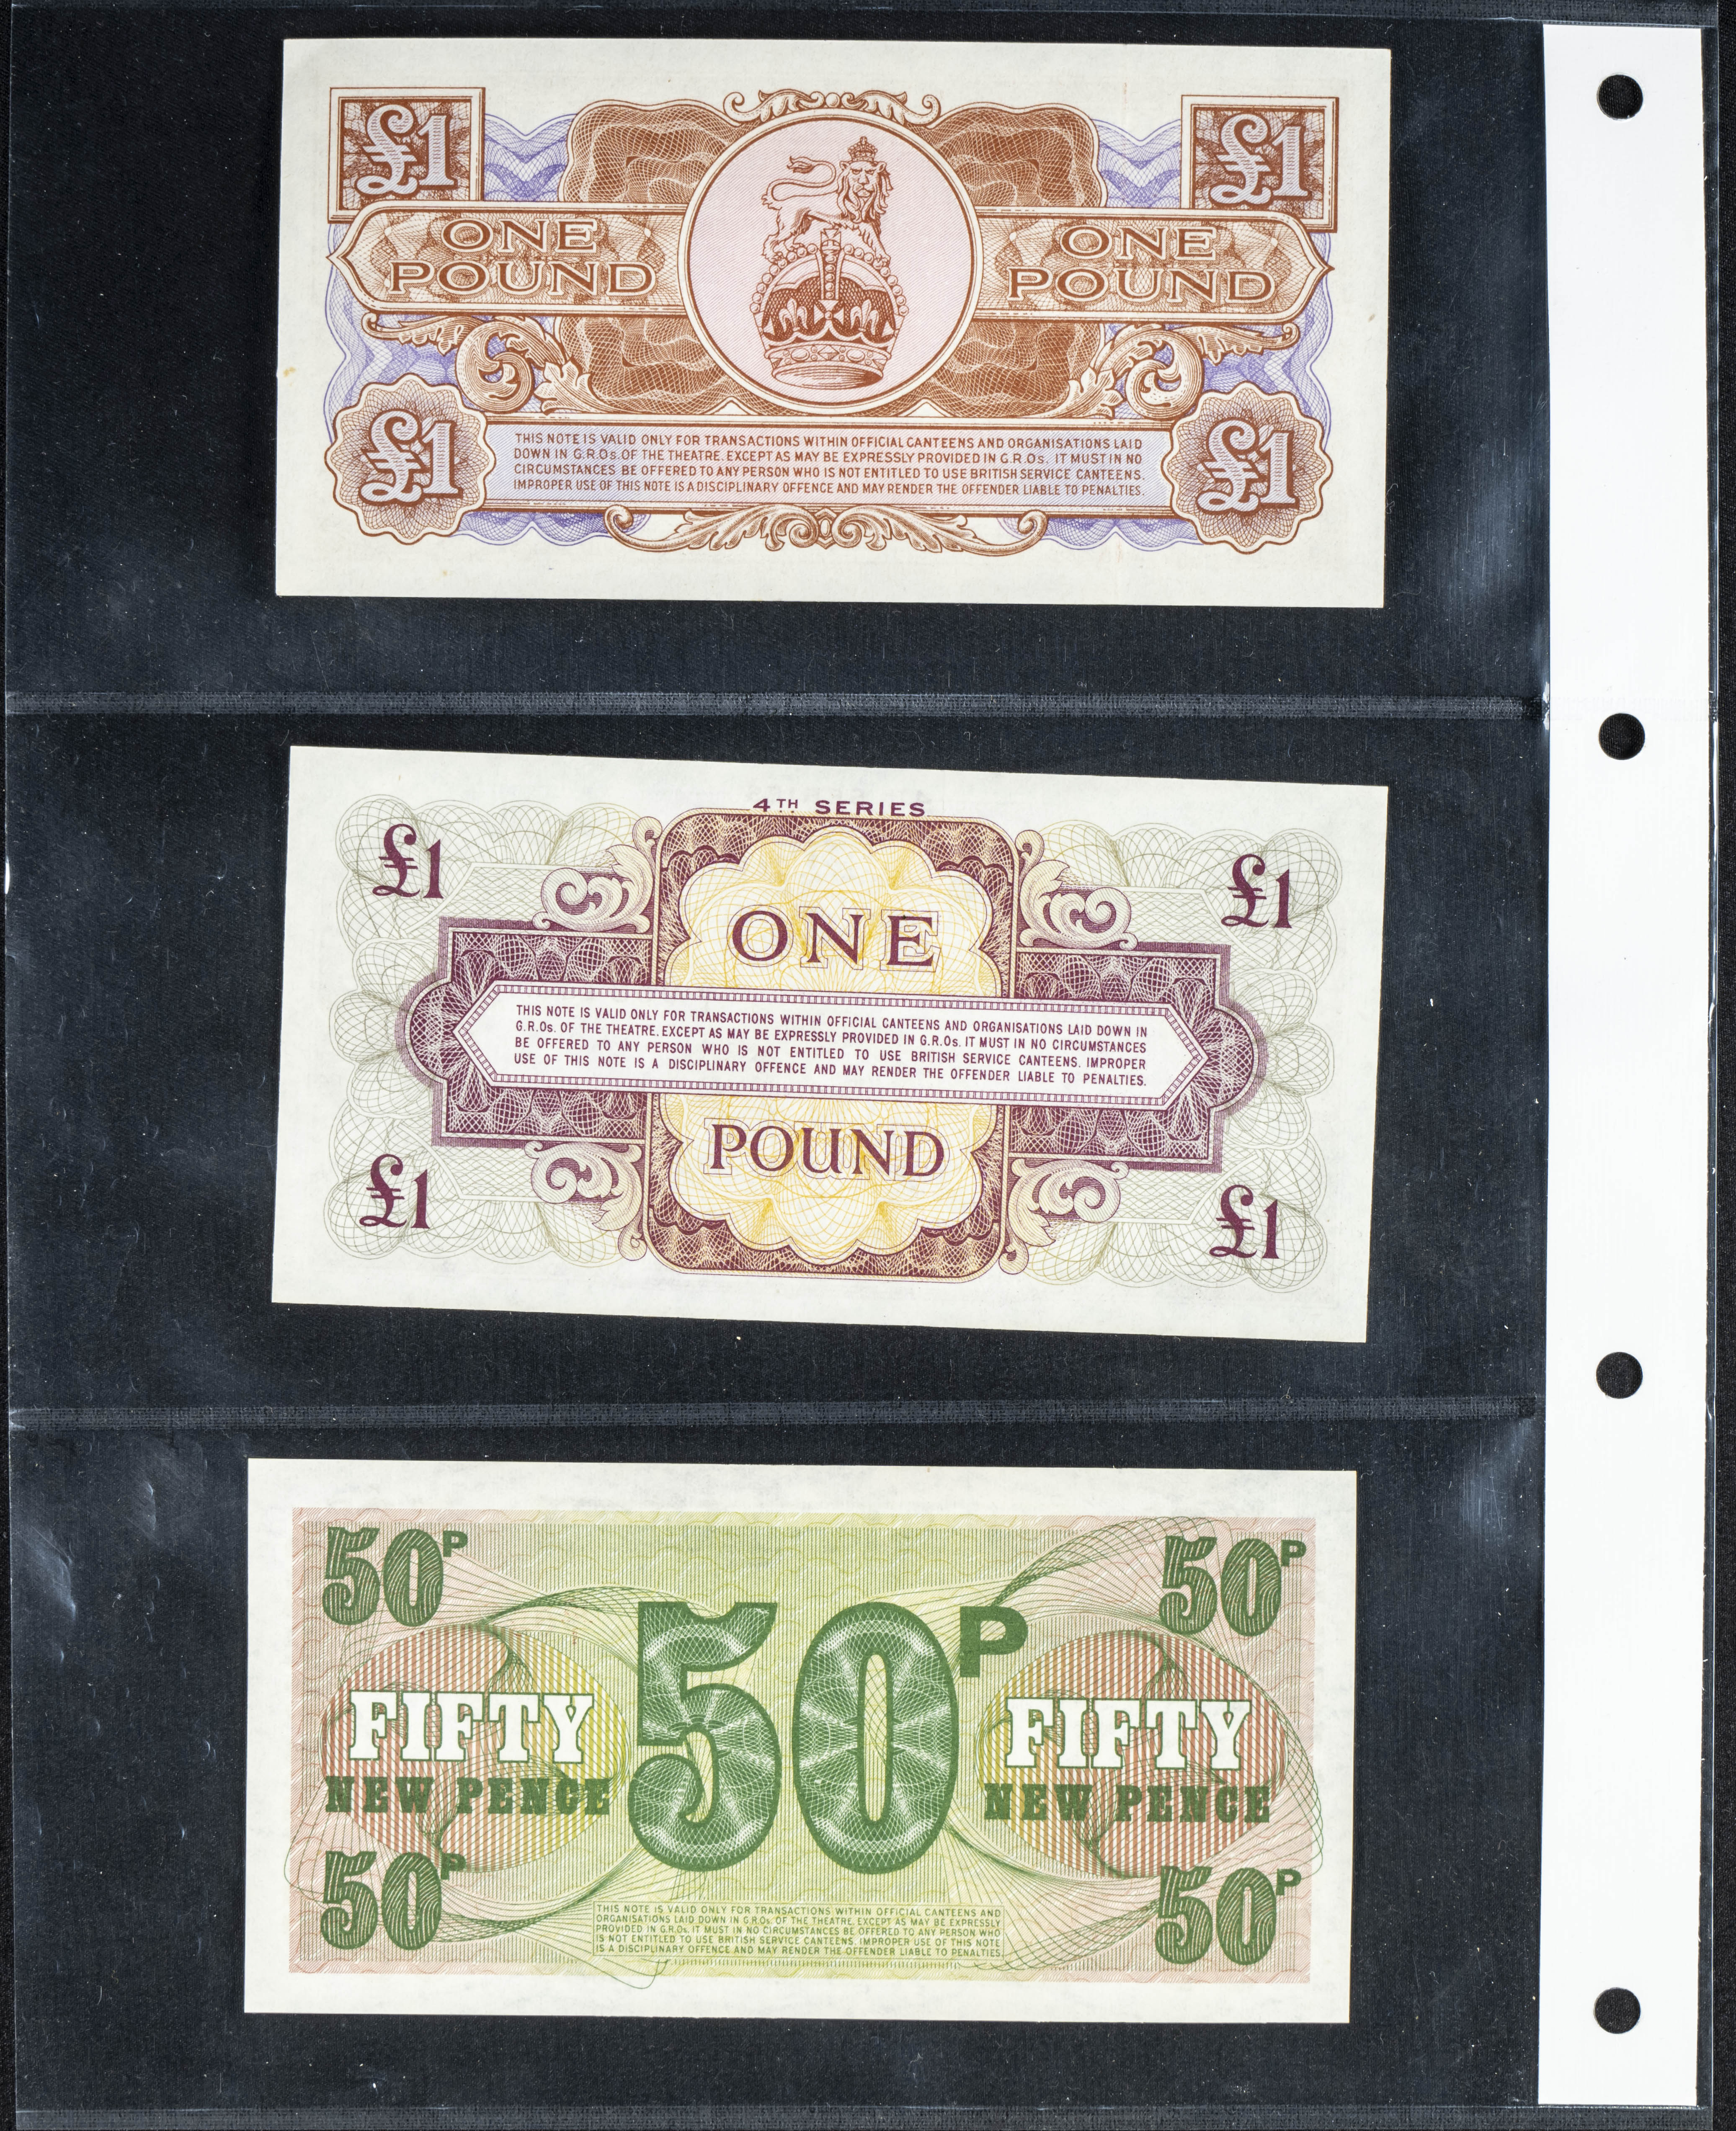 £1 £1
ONE POUND ONE POUND
£1 £1
THIS NOTE IS VALID ONLY FOR TRANSACTIONS WITHIN OFFICIAL CANTEENS AND ORGANISATIONS LAID
DOWN IN G.R.Os. OF THE THEATRE. EXCEPT AS MAY BE EXPRESSLY PROVIDED IN G.R.Os. IT MUST IN NO
CIRCUMSTANCES BE OFFERED TO ANY PERSON WHO IS NOT ENTITLED TO USE BRITISH SERVICE CANTEENS.
IMPROPER USE OF THIS NOTE IS A DISCIPLINARY OFFENCE AND MAY RENDER THE OFFENDER LIABLE TO PENALTIES.
4TH SERIES
£1 £1
ONE
THIS NOTE IS VALID ONLY FOR TRANSACTIONS WITHIN OFFICIAL CANTEENS AND ORGANISATIONS LAID DOWN IN
G.R.Os. OF THE THEATRE. EXCEPT AS MAY BE EXPRESSLY PROVIDED IN G.R.Os. IT MUST IN NO CIRCUMSTANCES
BE OFFERED TO ANY PERSON WHO IS NOT ENTITLED TO USE BRITISH SERVICE CANTEENS. IMPROPER
USE OF THIS NOTE IS A DISCIPLINARY OFFENCE AND MAY RENDER THE OFFENDER LIABLE TO PENALTIES.
POUND
£1 £1
50P 50P
50P
FIFTY FIFTY
NEW PENCE NEW PENCE
50P 50P
THIS NOTE IS VALID ONLY FOR TRANSACTIONS WITHIN OFFICIAL CANTEENS AND
ORGANISATIONS LAID DOWN IN G.R.Os. OF THE THEATRE. EXCEPT AS MAY BE EXPRESSLY
PROVIDED IN G.R.Os. IT MUST IN NO CIRCUMSTANCES BE OFFERED TO ANY PERSON WHO
IS NOT ENTITLED TO USE BRITISH SERVICE CANTEENS. IMPROPER USE OF THIS NOTE
IS A DISCIPLINARY OFFENCE AND MAY RENDER THE OFFENDER LIABLE TO PENALTIES.